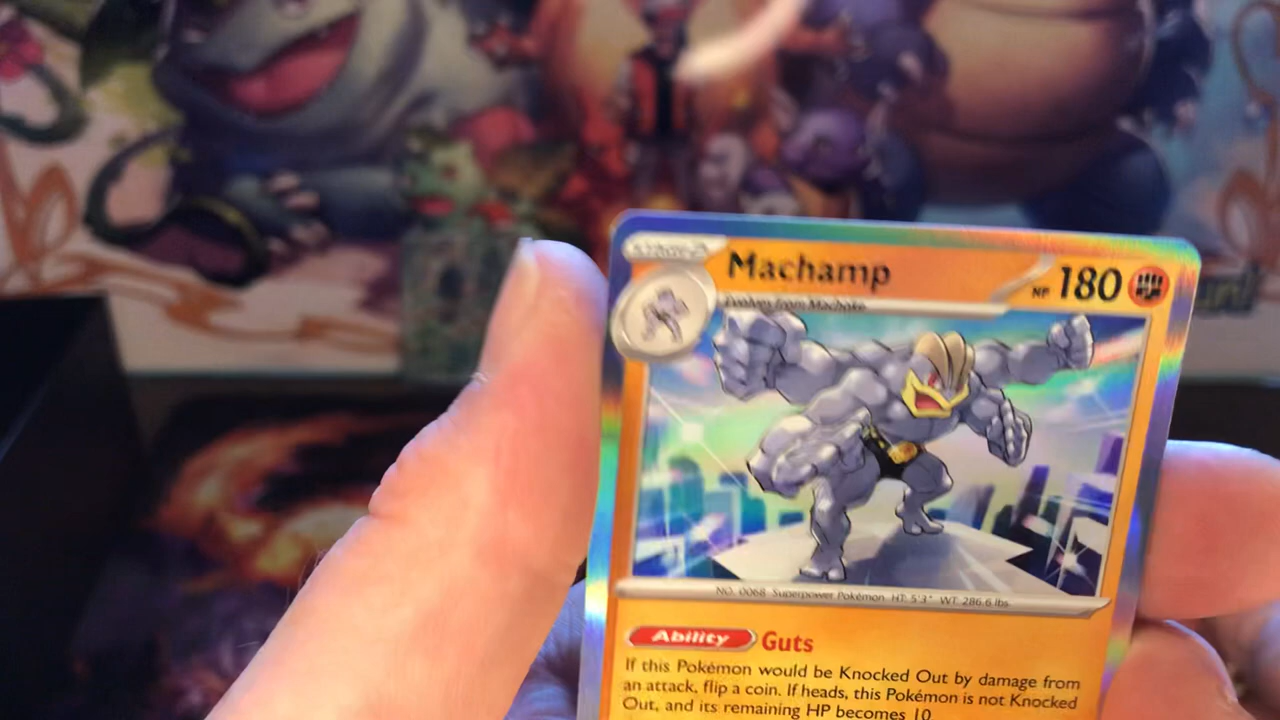 Machamp
HP 180
Evolves from Machoke
NO. 0068 Superpower Pokémon HT: 5'3" WT: 286.6 lbs
Ability Guts
If this Pokémon would be Knocked Out by damage from
an attack, flip a coin. If heads, this Pokémon is not Knocked
Out, and its remaining HP becomes 10